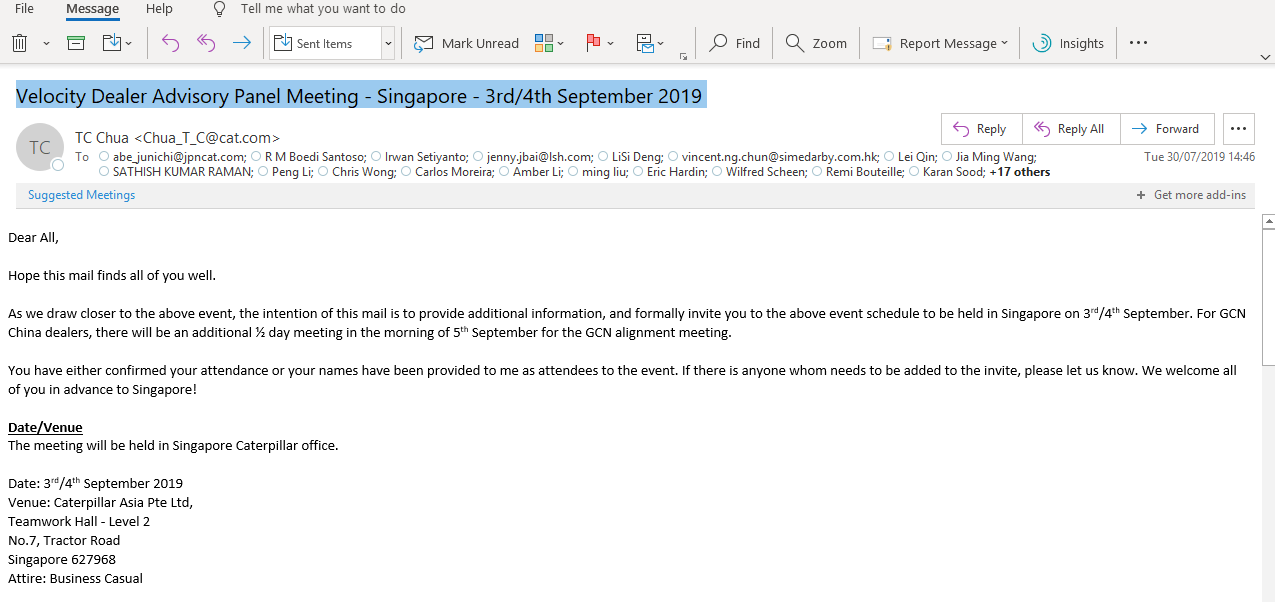 File Message Help Tell me what you want to do
Sent Items Mark Unread Find Zoom Report Message Insights
Velocity Dealer Advisory Panel Meeting - Singapore - 3rd/4th September 2019
TC
TC Chua <Chua_T_C@cat.com>
Reply Reply All Forward
To abe_junichi@jpncat.com; R M Boedi Santoso; Irwan Setiyanto; jenny.jbai@lsh.com; LiSi Deng; vincent.ng.chun@simedarby.com.hk; Lei Qin; Jia Ming Wang;
Tue 30/07/2019 14:46
SATHISH KUMAR RAMAN; Peng Li; Chris Wong; Carlos Moreira; Amber Li; ming liu; Eric Hardin; Wilfred Scheen; Remi Bouteille; Karan Sood; +17 others
Suggested Meetings + Get more add-ins
Dear All,
Hope this mail finds all of you well.
As we draw closer to the above event, the intention of this mail is to provide additional information, and formally invite you to the above event schedule to be held in Singapore on 3rd/4th September. For GCN
China dealers, there will be an additional ½ day meeting in the morning of 5th September for the GCN alignment meeting.
You have either confirmed your attendance or your names have been provided to me as attendees to the event. If there is anyone whom needs to be added to the invite, please let us know. We welcome all
of you in advance to Singapore!
Date/Venue
The meeting will be held in Singapore Caterpillar office.
Date: 3rd/4th September 2019
Venue: Caterpillar Asia Pte Ltd,
Teamwork Hall - Level 2
No.7, Tractor Road
Singapore 627968
Attire: Business Casual